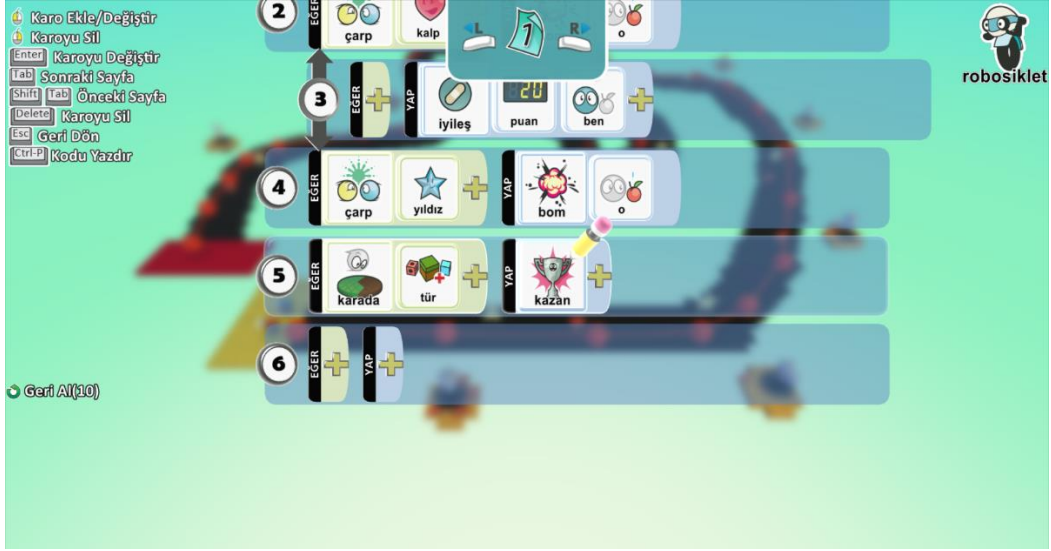 Karo Ekle/Değiştir
Karoyu Sil
Enter Karoyu Değiştir
Tab Sonraki Sayfa
Shift Tab Önceki Sayfa
Delete Karoyu Sil
Esc Geri Dön
Ctrl-P Kodu Yazdır
Geri Al(10)
L 1 R
robosiklet
2 EĞER çarp kalp o
3 EĞER YAP iyileş 20 puan ben
4 EĞER çarp yıldız YAP bom o
5 EĞER karada tür YAP kazan
6 EĞER YAP